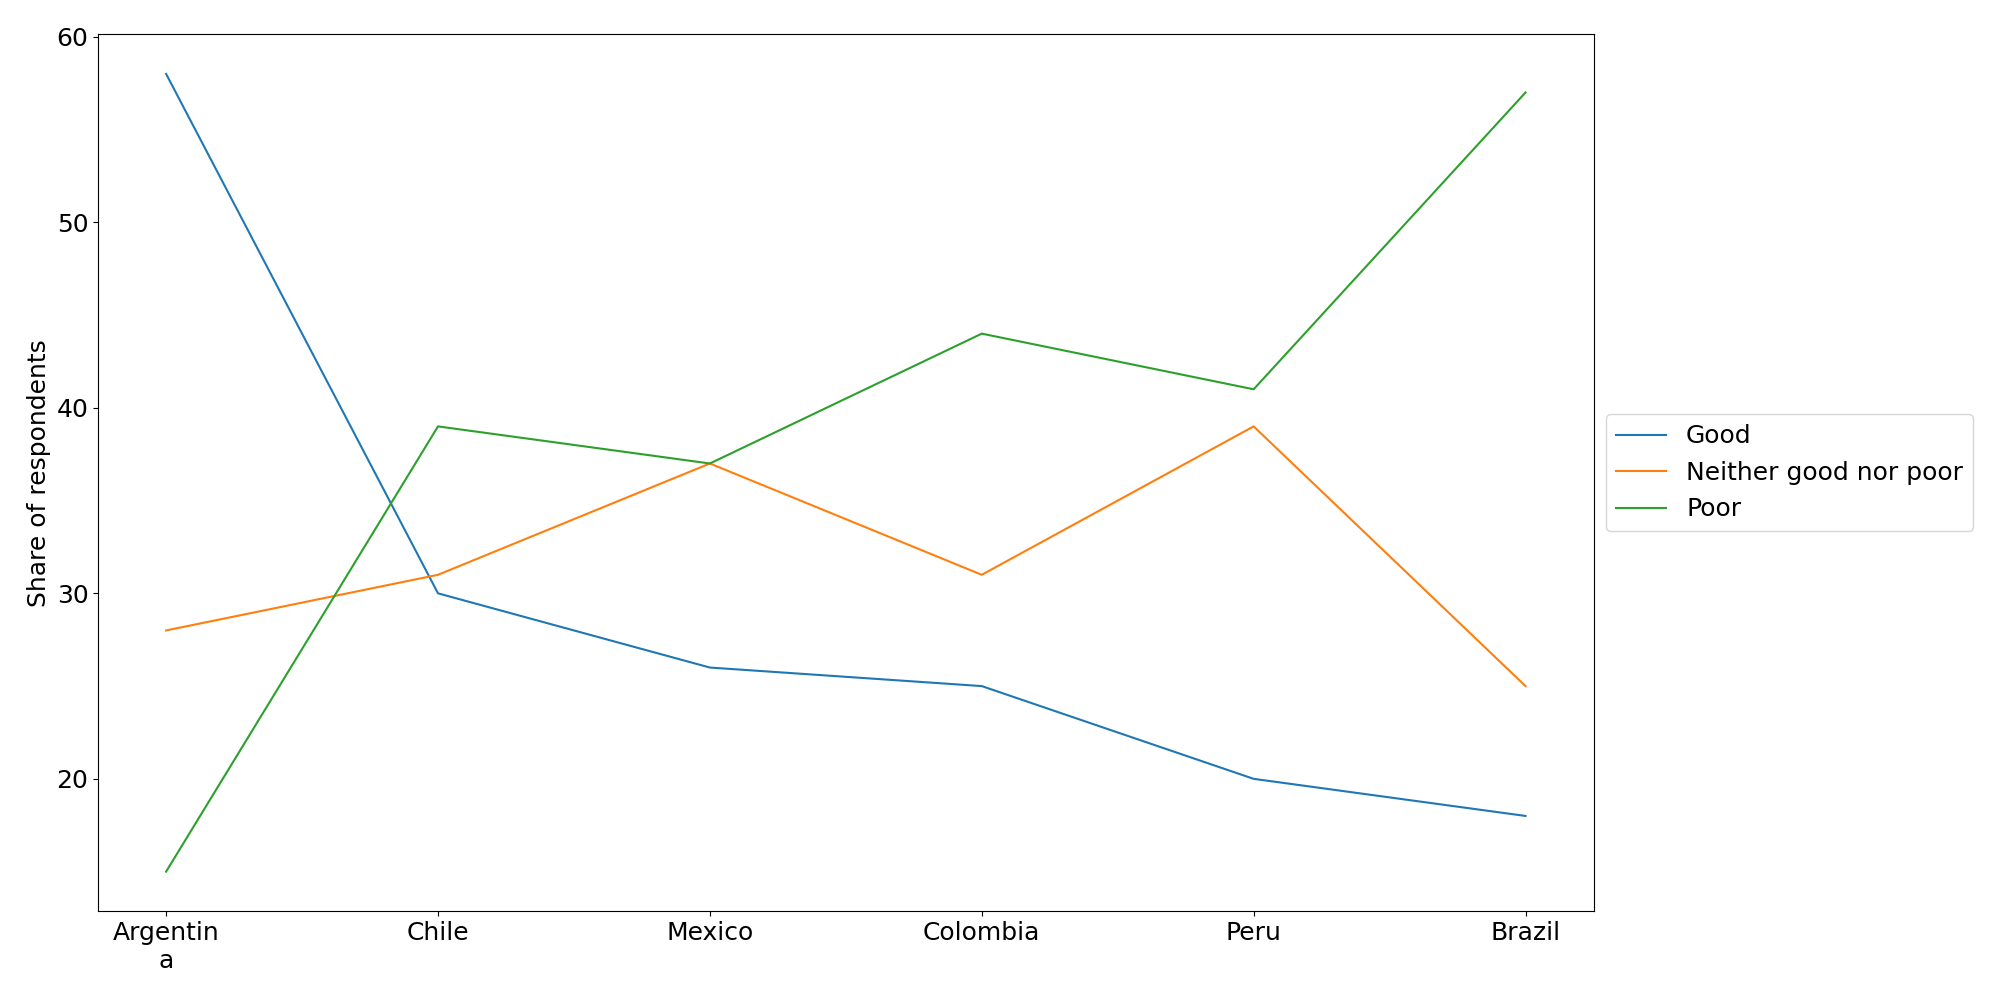 60
50
40
30
20
Share of respondents
Argentin
a
Chile
Mexico
Colombia
Peru
Brazil
Good
Neither good nor poor
Poor